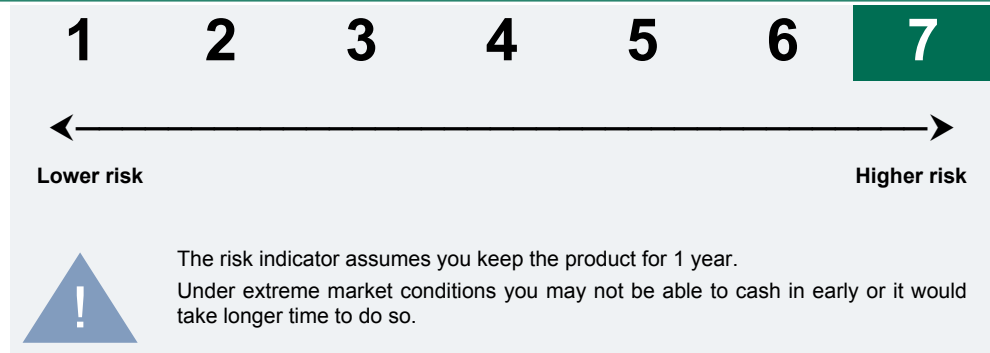 1 2 3 4 5 6 7
Lower risk Higher risk
The risk indicator assumes you keep the product for 1 year.
!
Under extreme market conditions you may not be able to cash in early or it would
take longer time to do so.